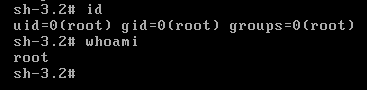 sh-3.2# id
uid=0(root) gid=0(root) groups=0(root)
sh-3.2# whoami
root
sh-3.2#